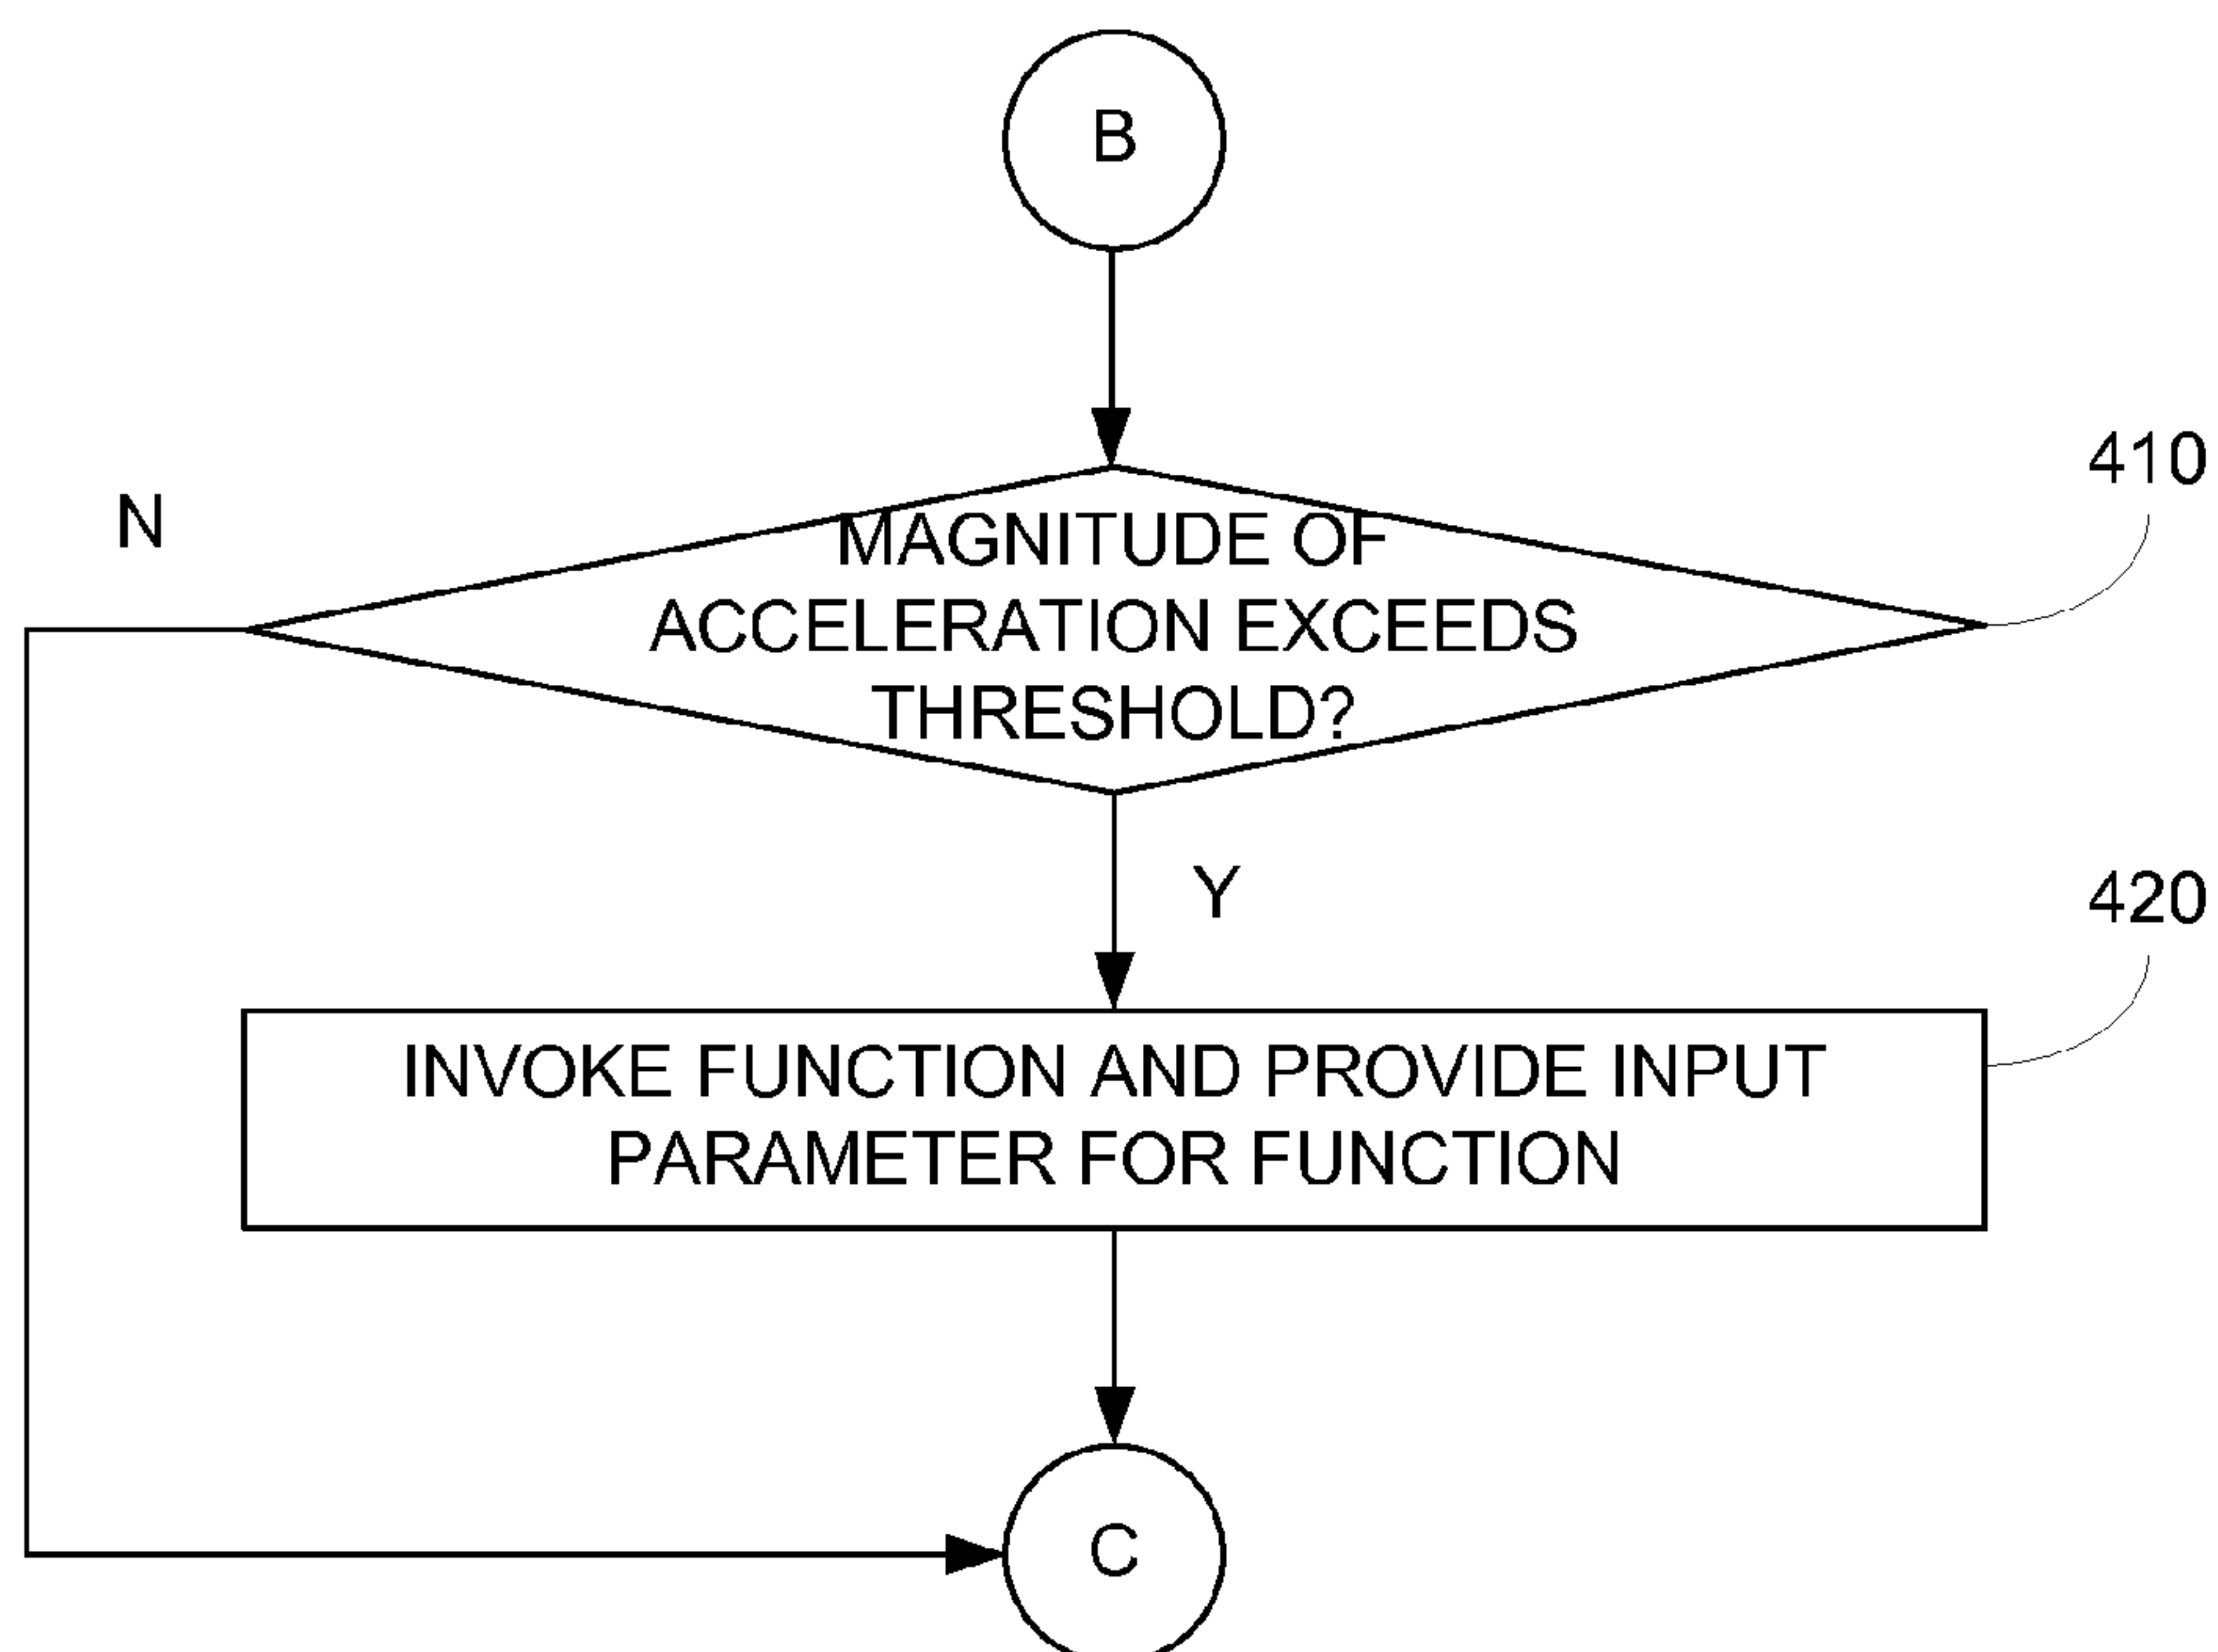 B
410
N
MAGNITUDE OF
ACCELERATION EXCEEDS
THRESHOLD?
Y
420
INVOKE FUNCTION AND PROVIDE INPUT
PARAMETER FOR FUNCTION
C